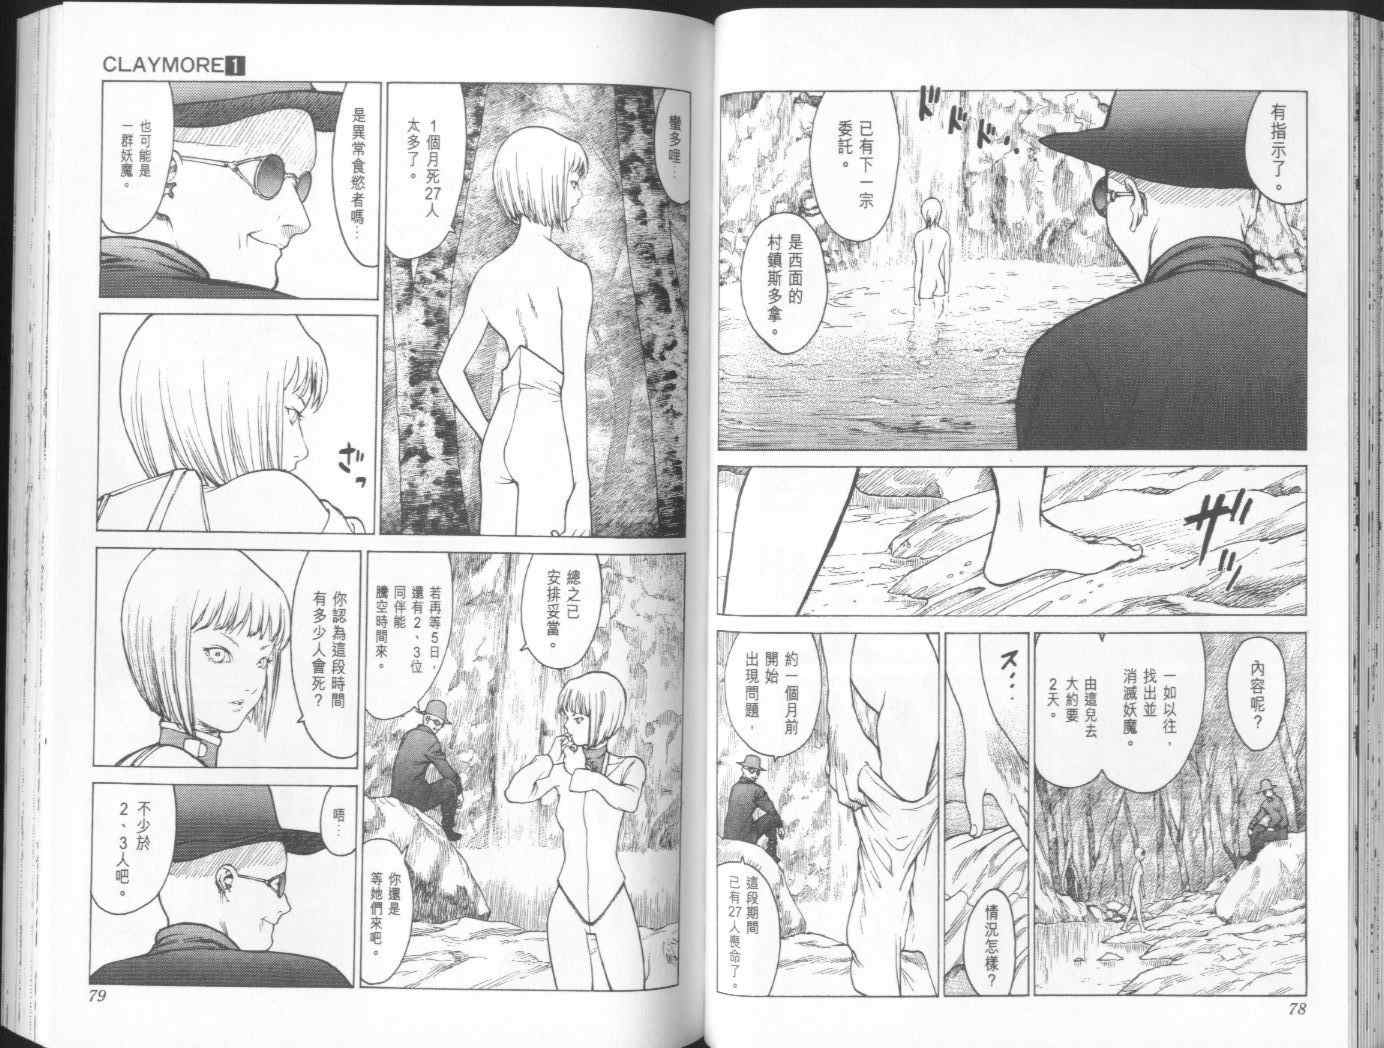 有指示了。
已有下一宗
委託。
是西面的
村鎮斯多拿。
ドドド・
ザッ
內容呢？
一如以往，
找出並
消滅妖魔。
由這兒去
大約要
2天。
ス…
情況怎樣？
約一個月前
開始
出現問題，
這段期間
已有27人喪命了。
78
CLAYMORE 1
蠻多哩…
1個月死27人
太多了。
是異常食慾者嗎…
也可能是
一群妖魔。
ざっ
總之已
安排妥當。
若再等5日，
還有2、3位
同伴能
騰空時間來。
你還是
等她們來吧。
你認為這段時間
有多少人會死？
唔…
不少於
2、3人吧。
79